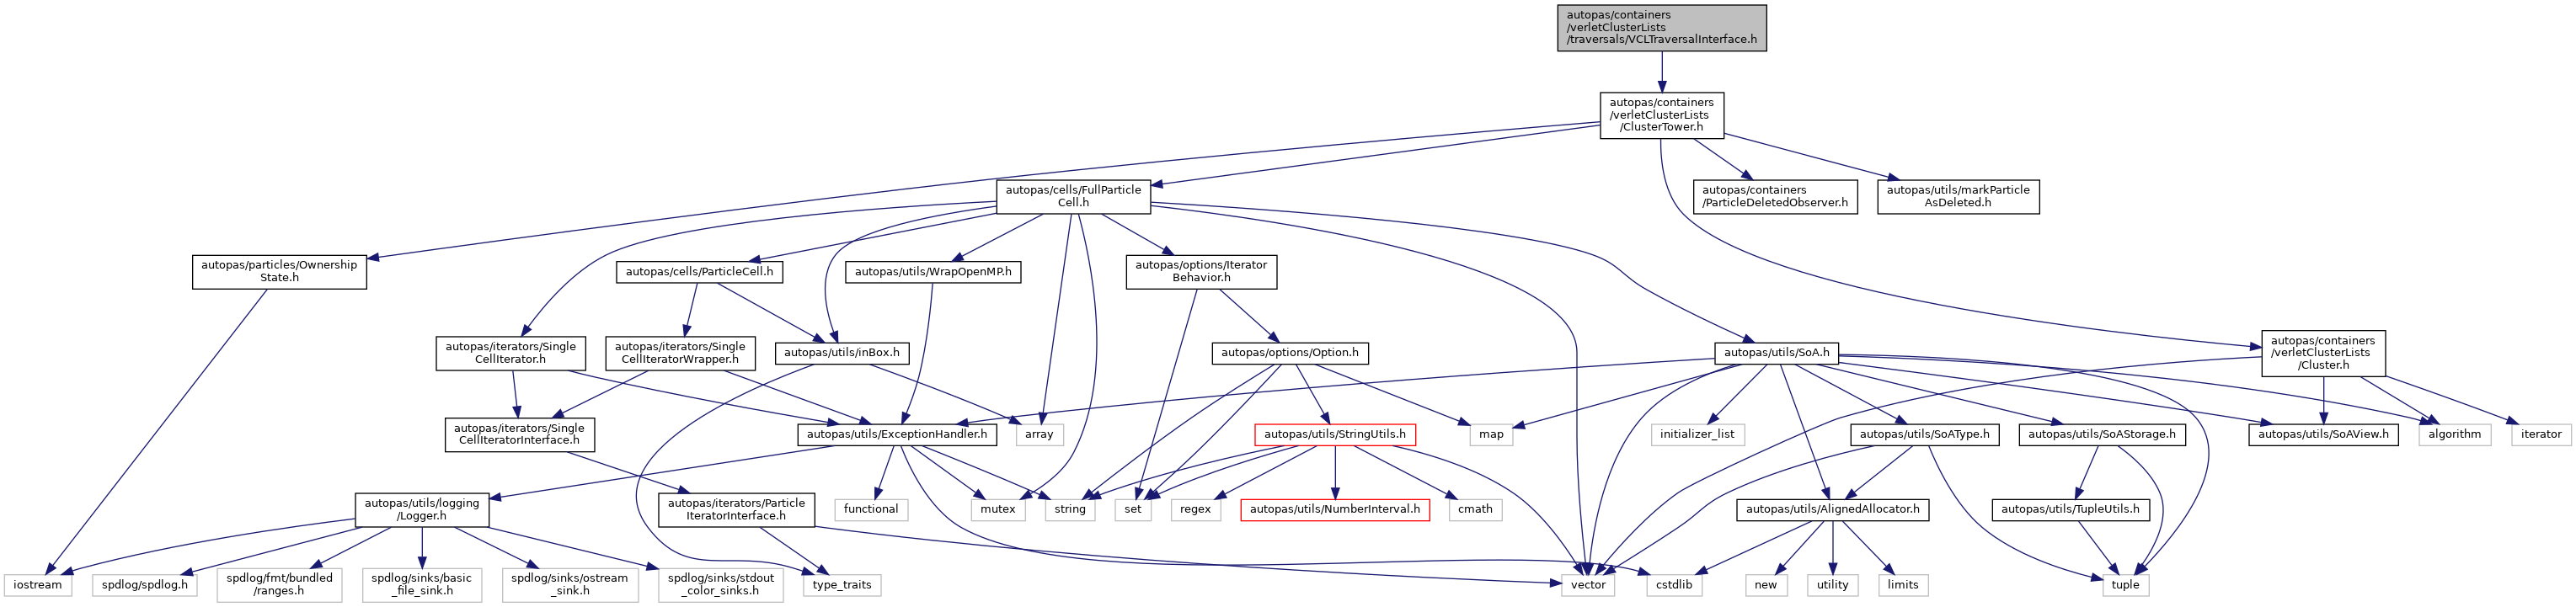 autopas/containers
/verletClusterLists
/traversals/VCLTraversalInterface.h
autopas/containers
/verletClusterLists
/ClusterTower.h
autopas/cells/FullParticle
Cell.h
autopas/containers
/ParticleDeletedObserver.h
autopas/utils/markParticle
AsDeleted.h
autopas/particles/Ownership
State.h
autopas/cells/ParticleCell.h
autopas/utils/WrapOpenMP.h
autopas/options/Iterator
Behavior.h
autopas/iterators/Single
CellIterator.h
autopas/iterators/Single
CellIteratorWrapper.h
autopas/utils/inBox.h
autopas/options/Option.h
autopas/utils/SoA.h
autopas/containers
/verletClusterLists
/Cluster.h
autopas/iterators/Single
CellIteratorInterface.h
autopas/utils/ExceptionHandler.h
array
autopas/utils/StringUtils.h
map
initializer_list
autopas/utils/SoAType.h
autopas/utils/SoAStorage.h
autopas/utils/SoAView.h
algorithm
iterator
autopas/utils/logging
/Logger.h
autopas/iterators/Particle
IteratorInterface.h
functional
mutex
string
set
regex
autopas/utils/NumberInterval.h
cmath
autopas/utils/AlignedAllocator.h
autopas/utils/TupleUtils.h
iostream
spdlog/spdlog.h
spdlog/fmt/bundled
/ranges.h
spdlog/sinks/basic
_file_sink.h
spdlog/sinks/ostream
_sink.h
spdlog/sinks/stdout
_color_sinks.h
type_traits
vector
cstdlib
new
utility
limits
tuple